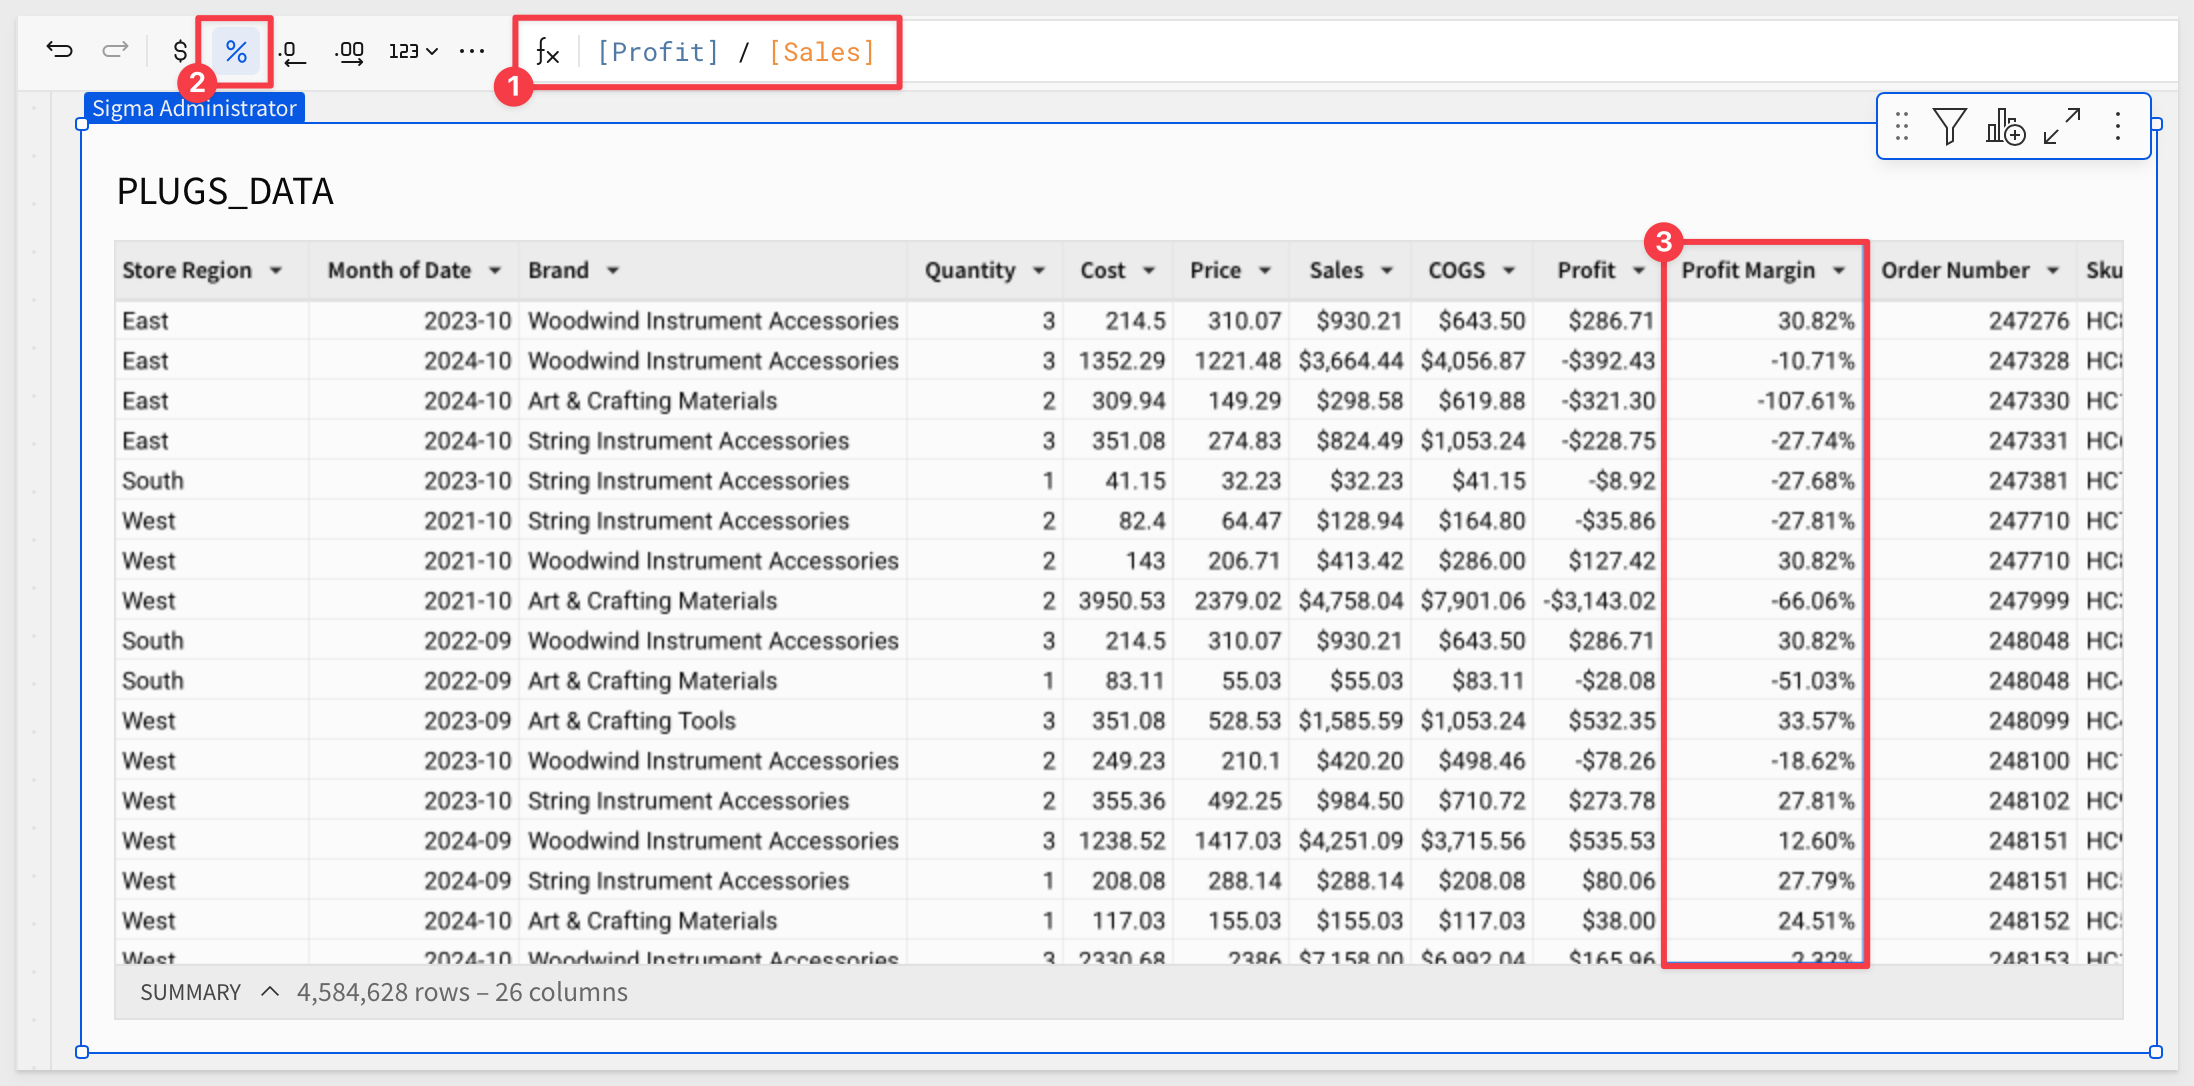 $ % .0 .00 123 ··· fx [Profit] / [Sales]
2 1
Sigma Administrator
PLUGS_DATA
3
Store Region Month of Date Brand Quantity Cost Price Sales COGS Profit Profit Margin Order Number Sku
East 2023-10 Woodwind Instrument Accessories 3 214.5 310.07 $930.21 $643.50 $286.71 30.82% 247276
East 2024-10 Woodwind Instrument Accessories 3 1352.29 1221.48 $3,664.44 $4,056.87 -$392.43 -10.71% 247328
East 2024-10 Art & Crafting Materials 2 309.94 149.29 $298.58 $619.88 -$321.30 -107.61% 247330
East 2024-10 String Instrument Accessories 3 351.08 274.83 $824.49 $1,053.24 -$228.75 -27.74% 247331
South 2023-10 String Instrument Accessories 1 41.15 32.23 $32.23 $41.15 -$8.92 -27.68% 247381
West 2021-10 String Instrument Accessories 2 82.4 64.47 $128.94 $164.80 -$35.86 -27.81% 247710
West 2021-10 Woodwind Instrument Accessories 2 143 206.71 $413.42 $286.00 $127.42 30.82% 247710
West 2021-10 Art & Crafting Materials 2 3950.53 2379.02 $4,758.04 $7,901.06 -$3,143.02 -66.06% 247999
South 2022-09 Woodwind Instrument Accessories 3 214.5 310.07 $930.21 $643.50 $286.71 30.82% 248048
South 2022-09 Art & Crafting Materials 1 83.11 55.03 $55.03 $83.11 -$28.08 -51.03% 248048
West 2023-09 Art & Crafting Tools 3 351.08 528.53 $1,585.59 $1,053.24 $532.35 33.57% 248099
West 2023-10 Woodwind Instrument Accessories 2 249.23 210.1 $420.20 $498.46 -$78.26 -18.62% 248100
West 2023-10 String Instrument Accessories 2 355.36 492.25 $984.50 $710.72 $273.78 27.81% 248102
West 2024-09 Woodwind Instrument Accessories 3 1238.52 1417.03 $4,251.09 $3,715.56 $535.53 12.60% 248151
West 2024-09 String Instrument Accessories 1 208.08 288.14 $288.14 $208.08 $80.06 27.79% 248151
West 2024-10 Art & Crafting Materials 1 117.03 155.03 $155.03 $117.03 $38.00 24.51% 248152
West 2024-10 Woodwind Instrument Accessories 3 2330.68 2386 $7,158.00 $6,992.04 $165.96 2.32% 248153
SUMMARY 4,584,628 rows – 26 columns